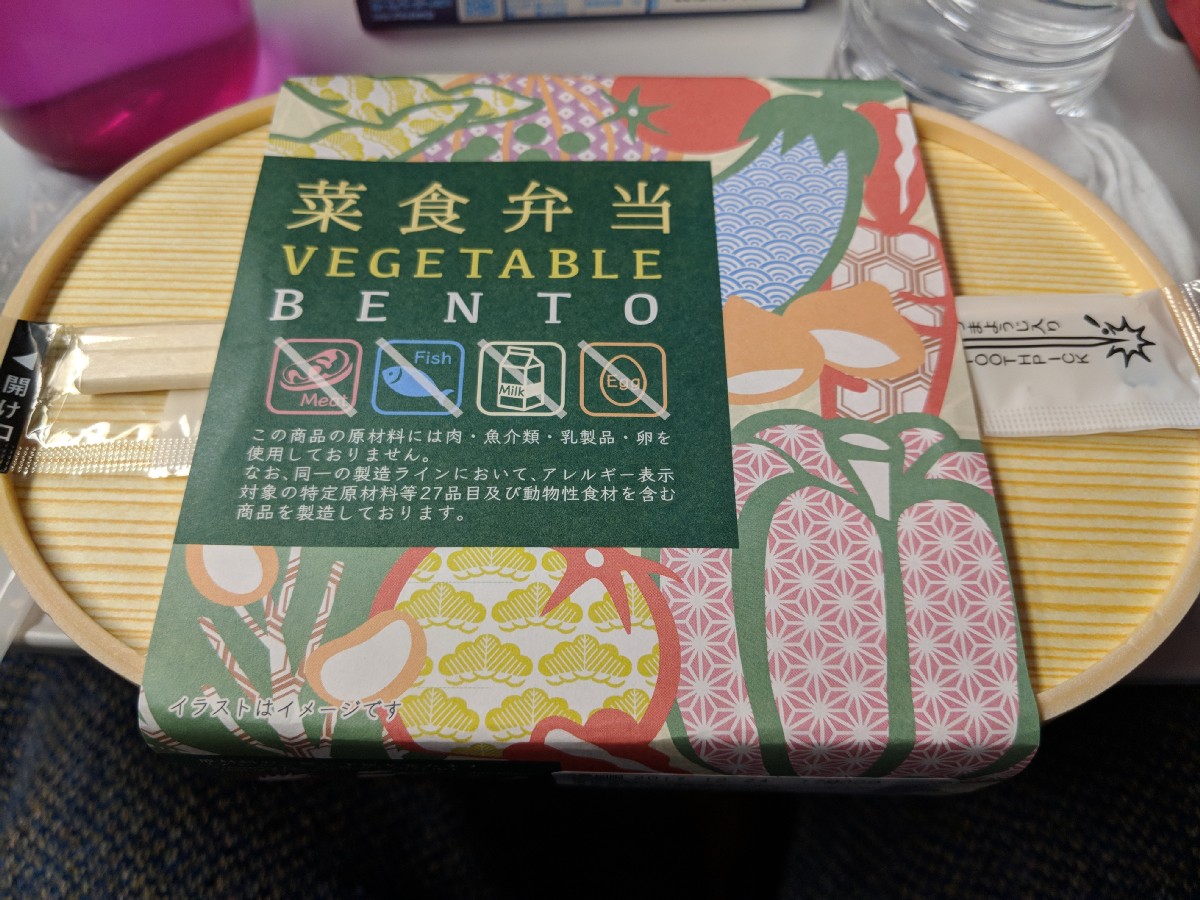 菜食弁当
VEGETABLE
BENTO
Meat
Fish
Milk
Egg
この商品の原材料には肉・魚介類・乳製品・卵を
使用しておりません。
なお、同一の製造ラインにおいて、アレルギー表示
対象の特定原材料等27品目及び動物性食材を含む
商品を製造しております。
イラストはイメージです
開け口
つまようじ入り
TOOTHPICK